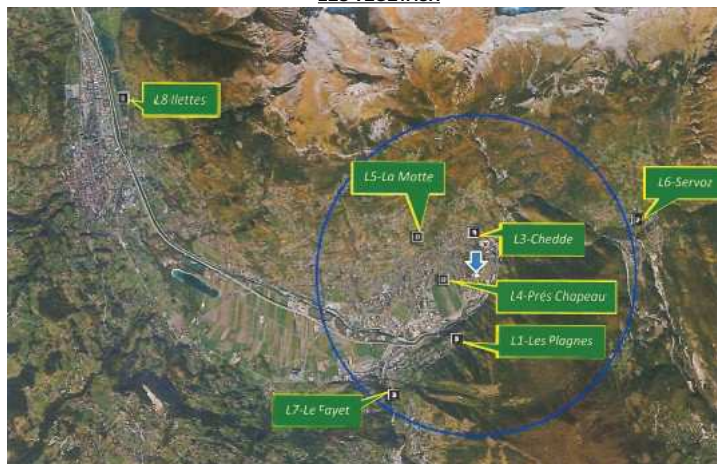 L8-Ilettes
L5-La Motte
L6-Servoz
L3-Chedde
L4-Prés Chapeau
L1-Les Plagnes
L7-Le Fayet